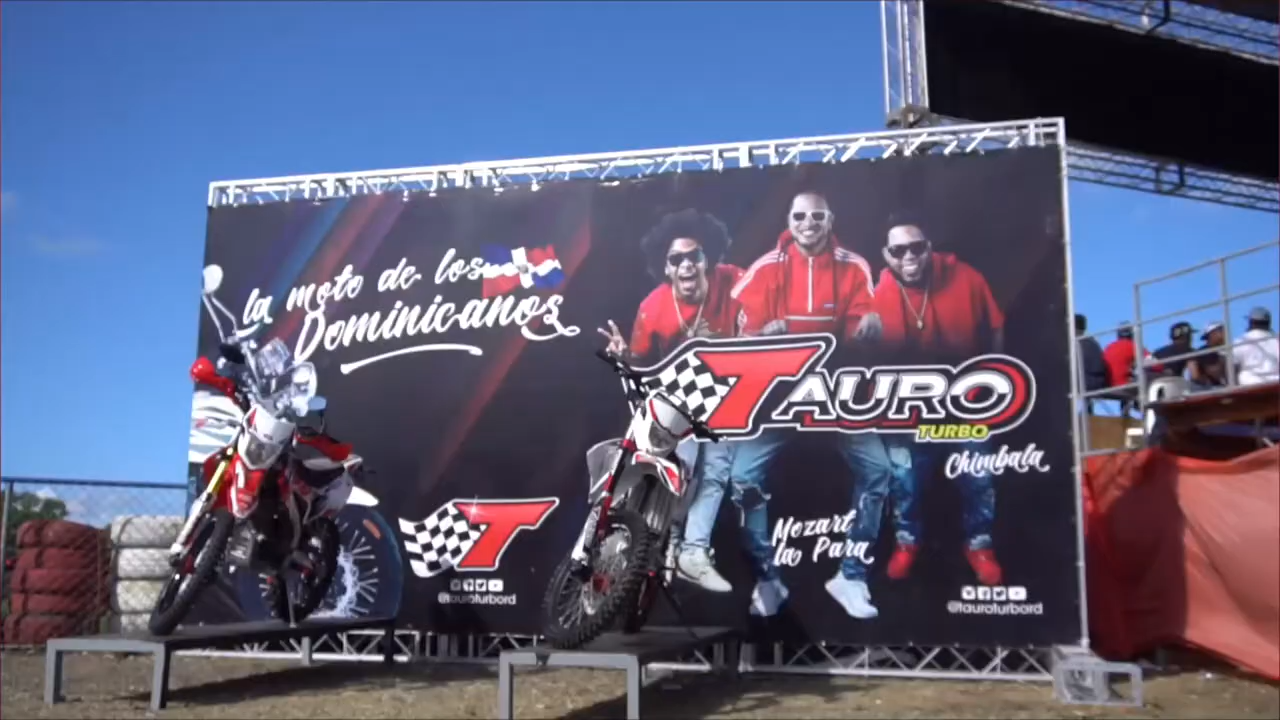 la moto de los
Dominicanos
TAURO
TURBO
Chimbala
Mozart
la Para
T
@tauroturbord
@tauroturbord